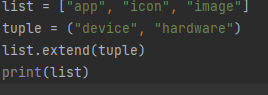 list = ["app", "icon", "image"]
tuple = ("device", "hardware")
list.extend(tuple)
print(list)